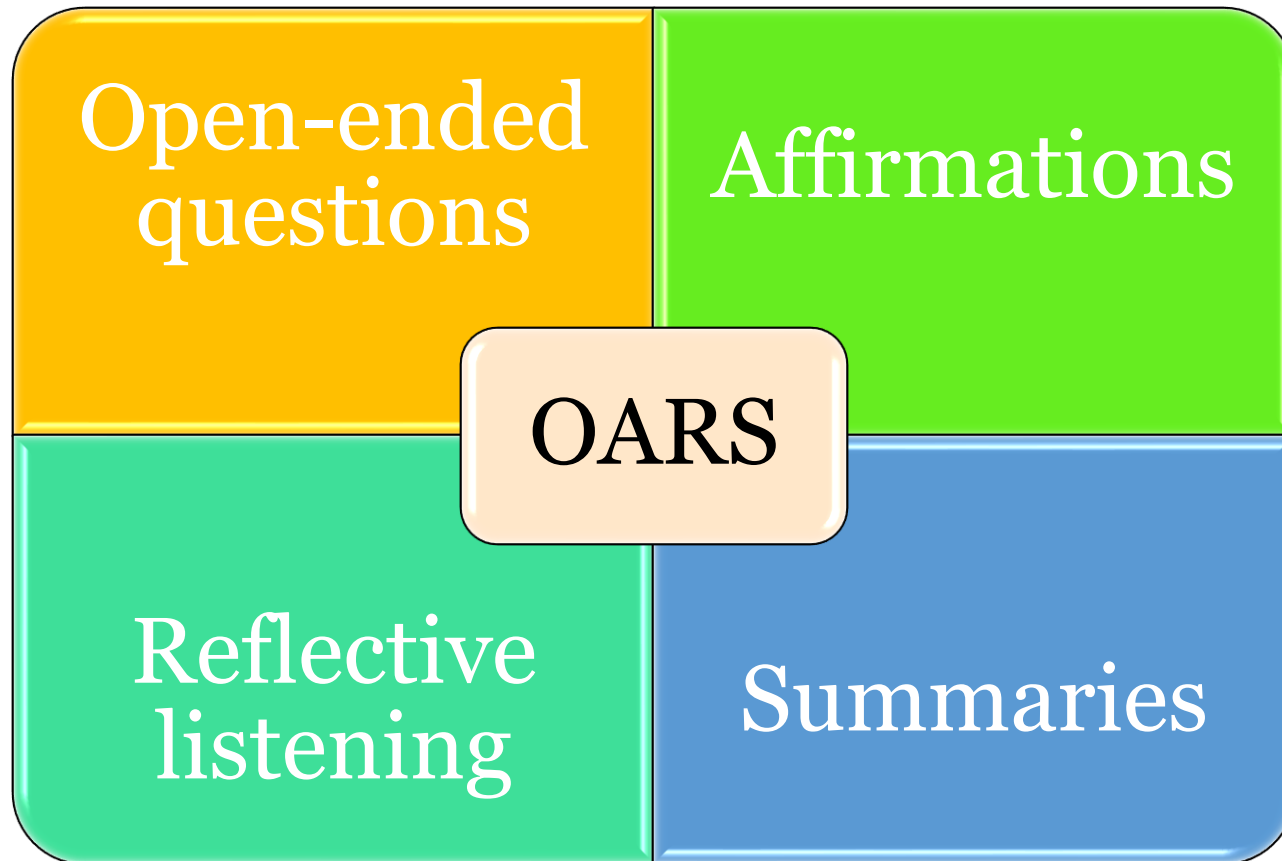 Open-ended
questions
Affirmations
OARS
Reflective
listening
Summaries